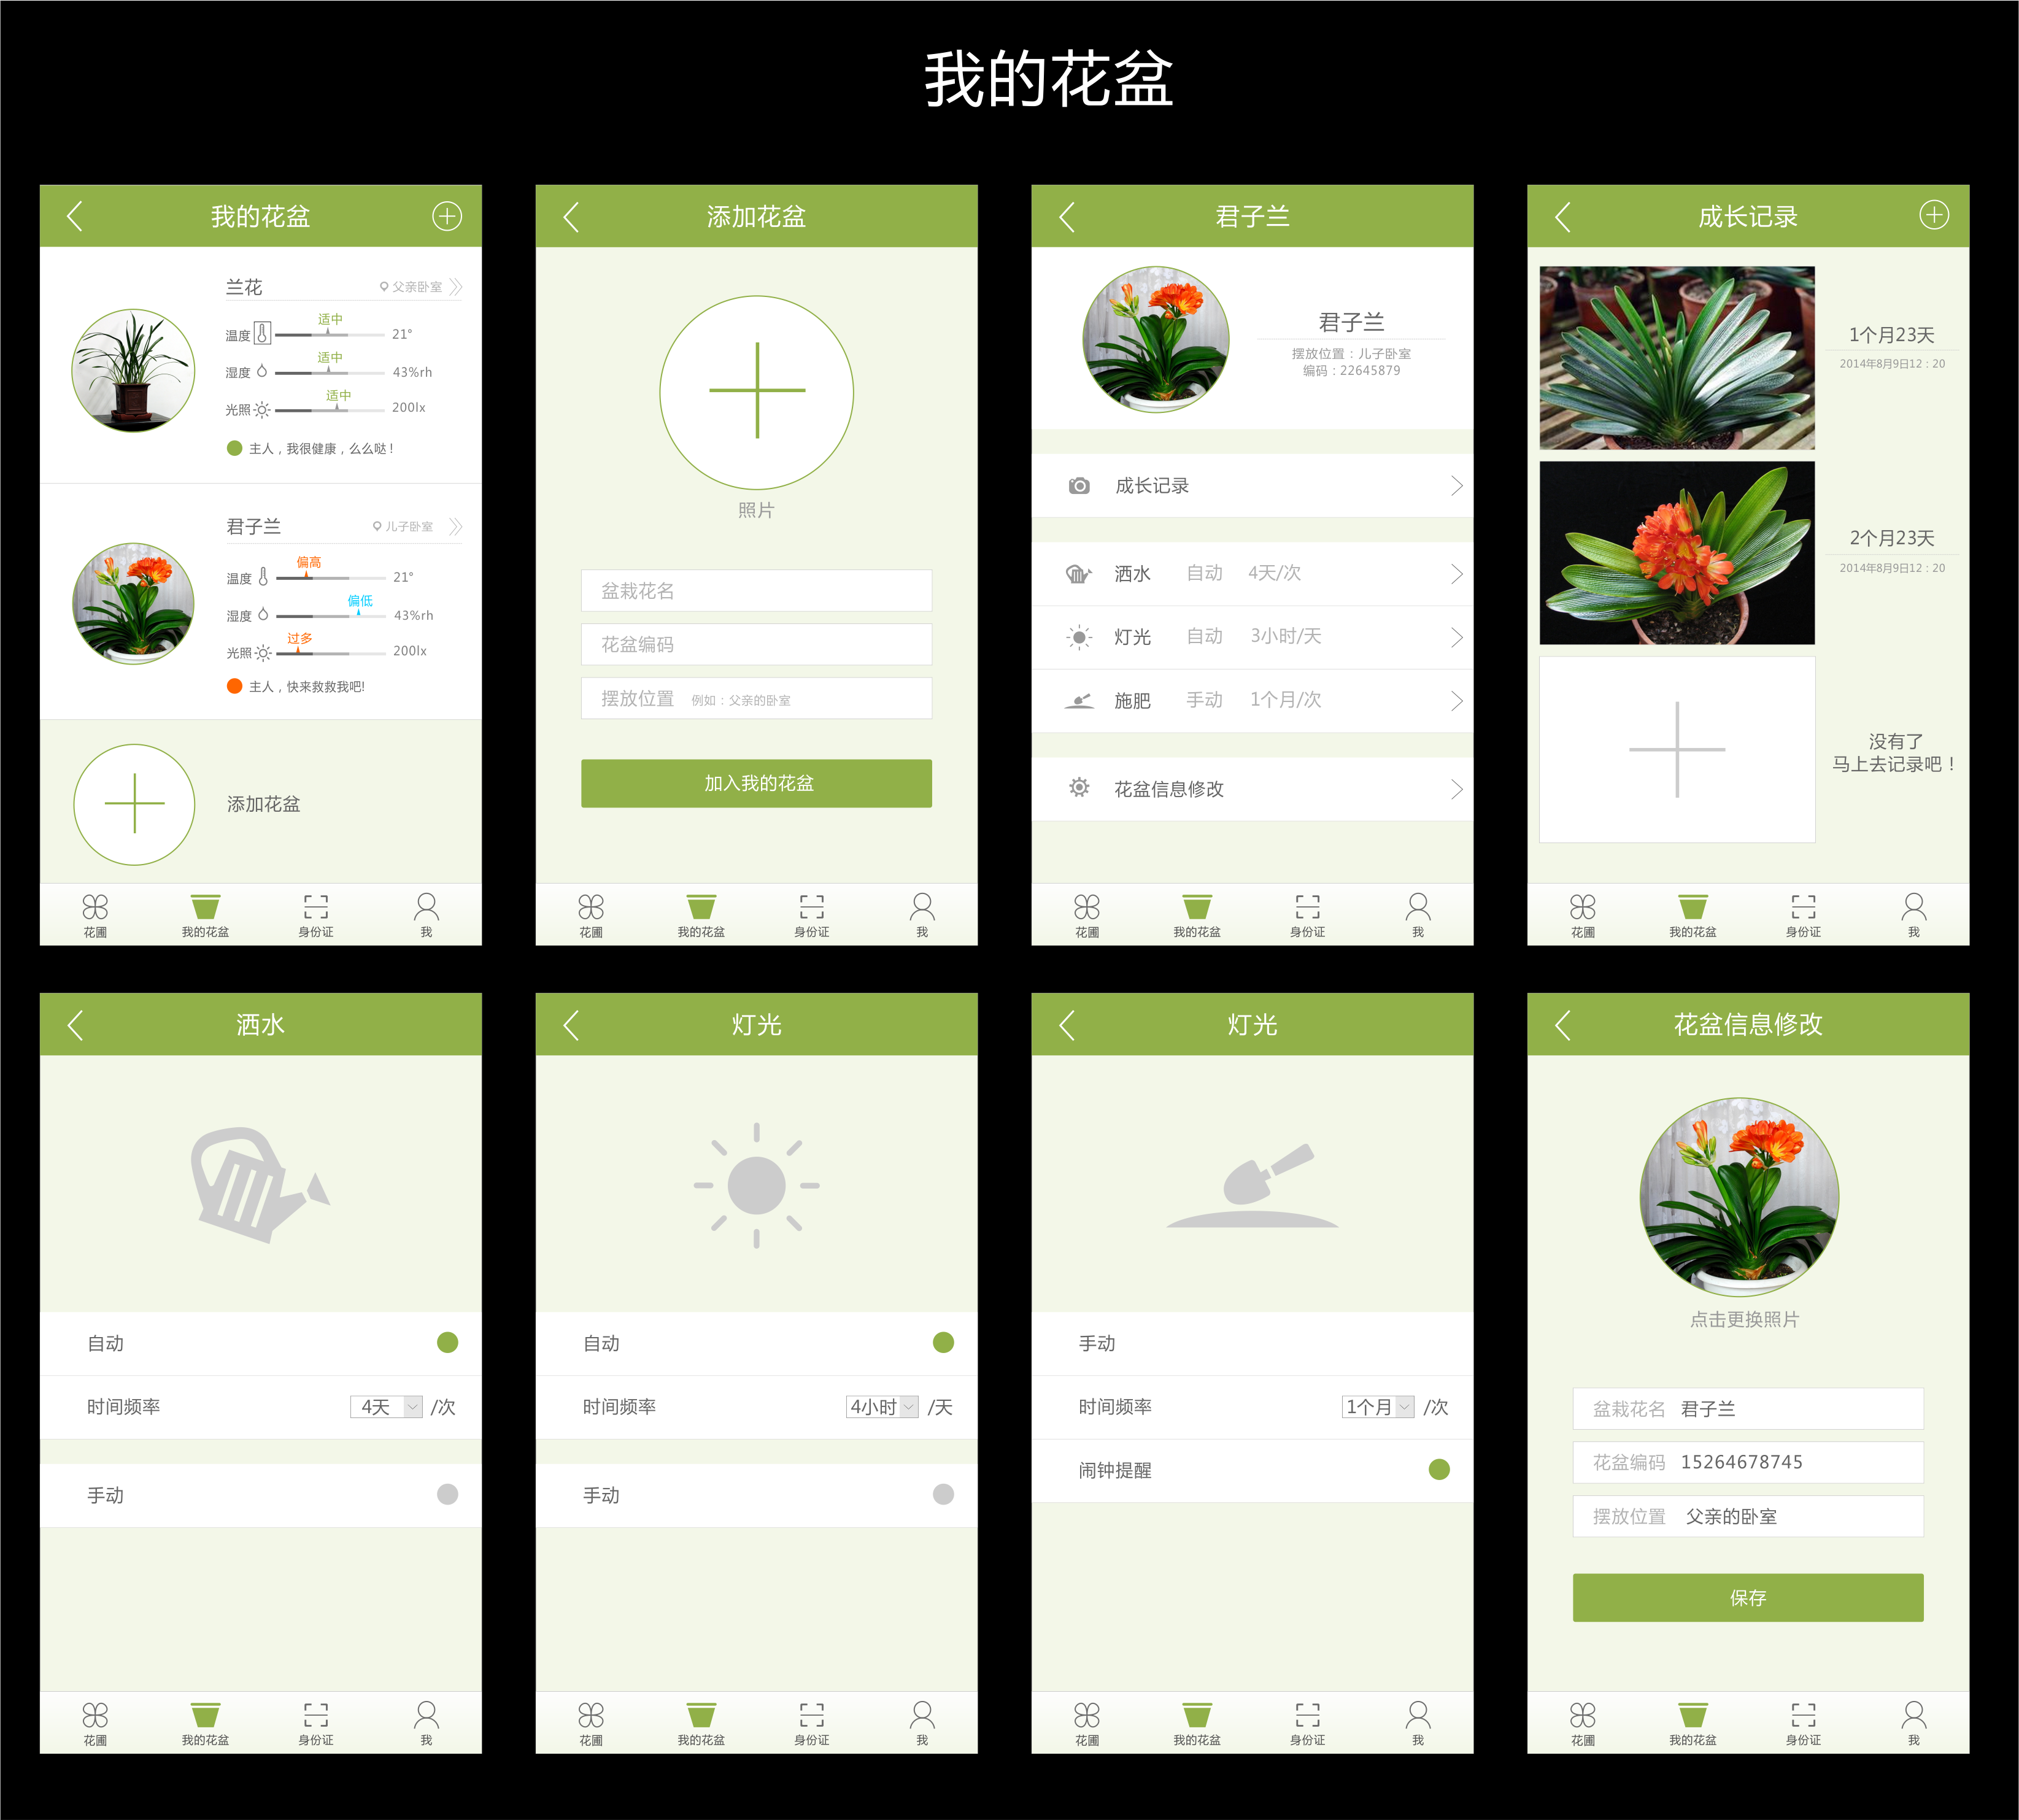 我的花盆
我的花盆
兰花
父亲卧室
适中
温度
21°
适中
湿度
43%rh
适中
光照
200lx
主人，我很健康，么么哒！
君子兰
儿子卧室
偏高
温度
21°
偏低
湿度
43%rh
过多
光照
200lx
主人，快来救救我吧!
添加花盆
花圃
我的花盆
身份证
我
添加花盆
照片
盆栽花名
花盆编码
摆放位置 例如：父亲的卧室
加入我的花盆
花圃
我的花盆
身份证
我
君子兰
君子兰
摆放位置：儿子卧室
编码：22645879
成长记录
洒水 自动 4天/次
灯光 自动 3小时/天
施肥 手动 1个月/次
花盆信息修改
花圃
我的花盆
身份证
我
成长记录
1个月23天
2014年8月9日12：20
2个月23天
2014年8月9日12：20
没有了
马上去记录吧！
花圃
我的花盆
身份证
我
洒水
自动
时间频率 4天 /次
手动
花圃
我的花盆
身份证
我
灯光
自动
时间频率 4小时 /天
手动
花圃
我的花盆
身份证
我
灯光
手动
时间频率 1个月 /次
闹钟提醒
花圃
我的花盆
身份证
我
花盆信息修改
点击更换照片
盆栽花名 君子兰
花盆编码 15264678745
摆放位置 父亲的卧室
保存
花圃
我的花盆
身份证
我